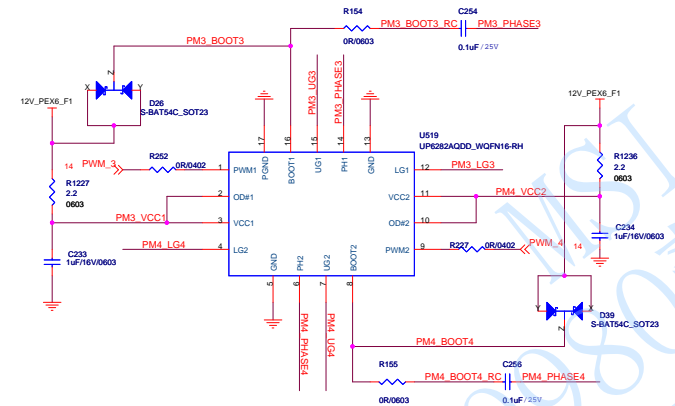 R154
C254
PM3_BOOT3
PM3_BOOT3_RC
PM3_PHASE3
0R/0603
0.1uF / 25V
PM3_UG3
PM3_PHASE3
12V_PEX6_F1
X
Z
Y
D26
S-BAT54C_SOT23
17
16
15
14
13
U519
UP6282AQDD_WQFN16-RH
12V_PEX6_F1
14
PWM_3
R252
0R/0402
1
PWM1
PGND
BOOT1
UG1
PH1
GND
LG1
12
PM3_LG3
R1236
2.2
0603
R1227
2.2
0603
2
OD#1
VCC2
11
PM4_VCC2
PM3_VCC1
3
VCC1
OD#2
10
C234
1uF/16V/0603
PM4_LG4
4
LG2
PWM2
9
R227
0R/0402
PWM_4
14
C233
1uF/16V/0603
GND
PH2
UG2
BOOT2
5
6
7
8
PM4_PHASE4
PM4_UG4
Y
X
Z
D39
S-BAT54C_SOT23
PM4_BOOT4
R155
C256
PM4_BOOT4_RC
PM4_PHASE4
0R/0603
0.1uF / 25V
MSI